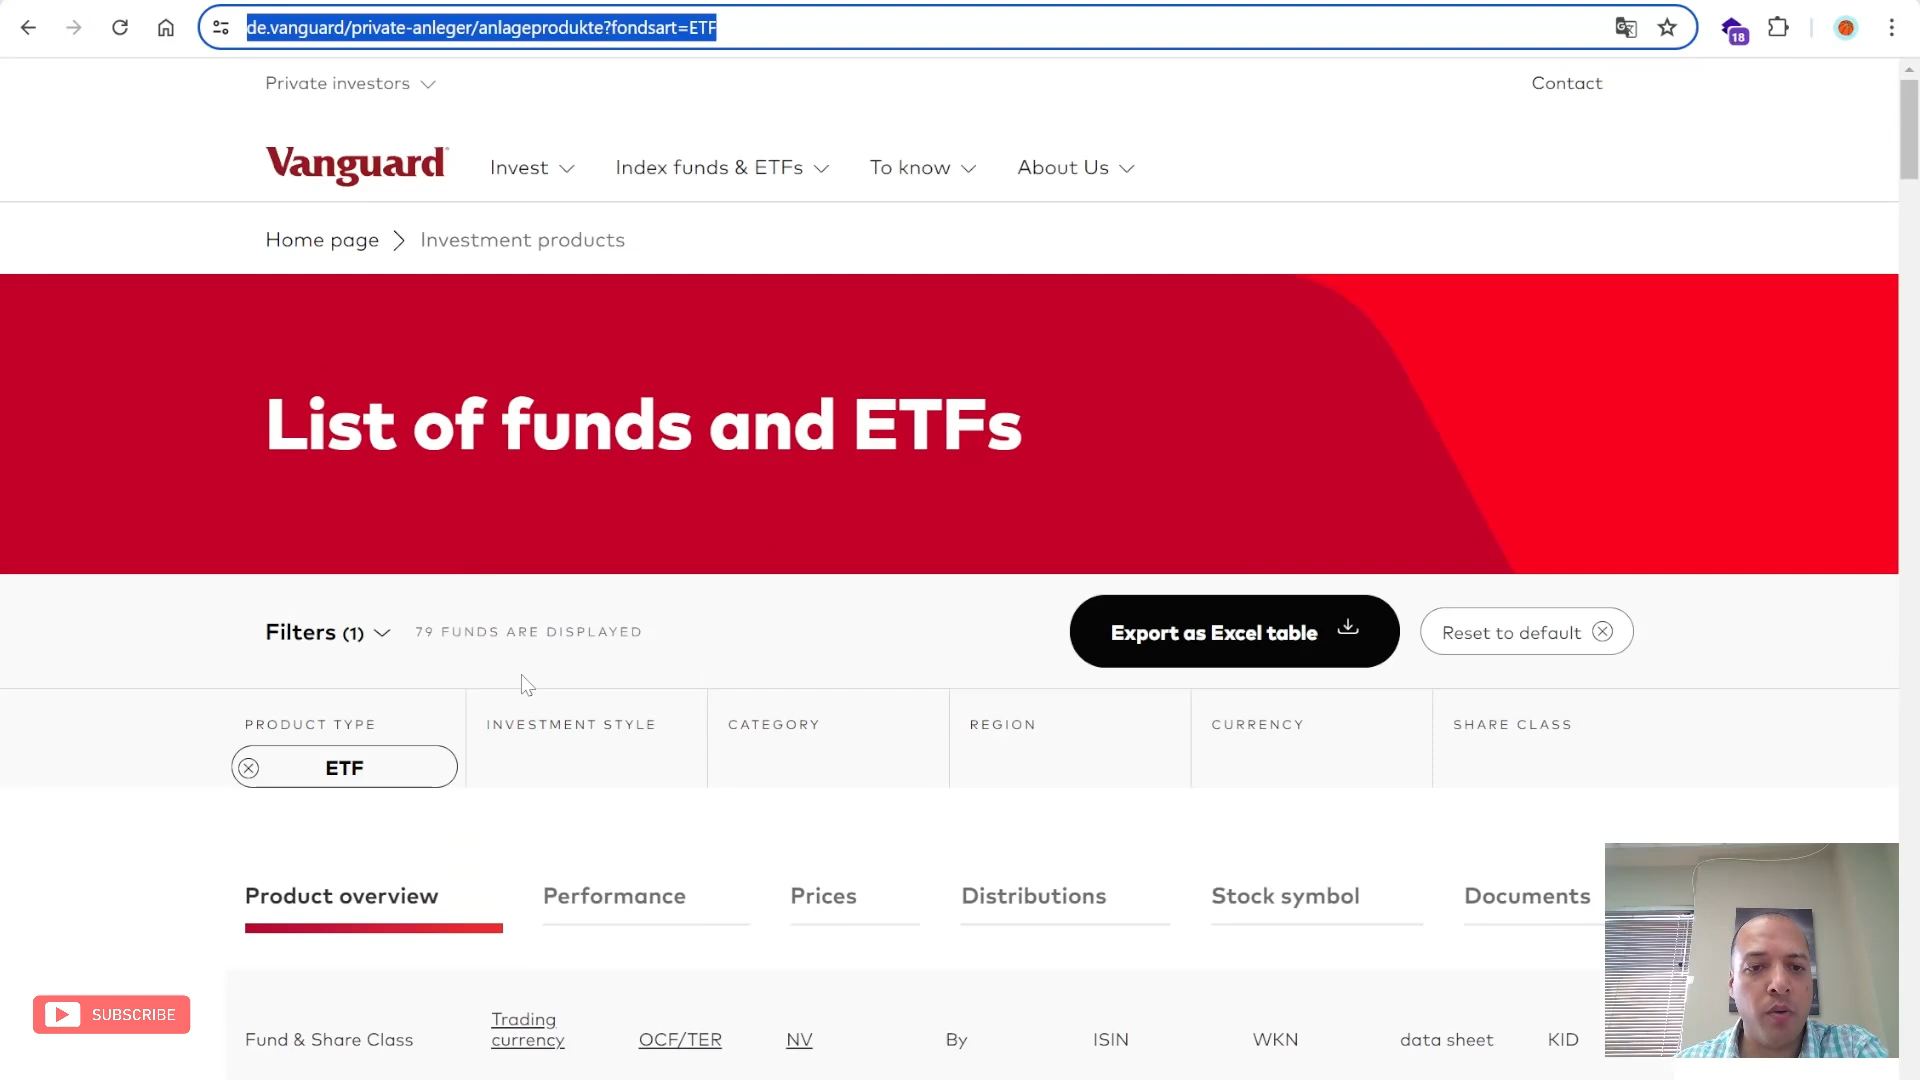 de.vanguard/private-anleger/anlageprodukte?fondsart=ETF
18
Private investors
Contact
Vanguard
Invest
Index funds & ETFs
To know
About Us
Home page
Investment products
List of funds and ETFs
Filters (1)
79 FUNDS ARE DISPLAYED
Export as Excel table
Reset to default
PRODUCT TYPE
INVESTMENT STYLE
CATEGORY
REGION
CURRENCY
SHARE CLASS
ETF
Product overview
Performance
Prices
Distributions
Stock symbol
Documents
SUBSCRIBE
Fund & Share Class
Trading
currency
OCF/TER
NV
By
ISIN
WKN
data sheet
KID